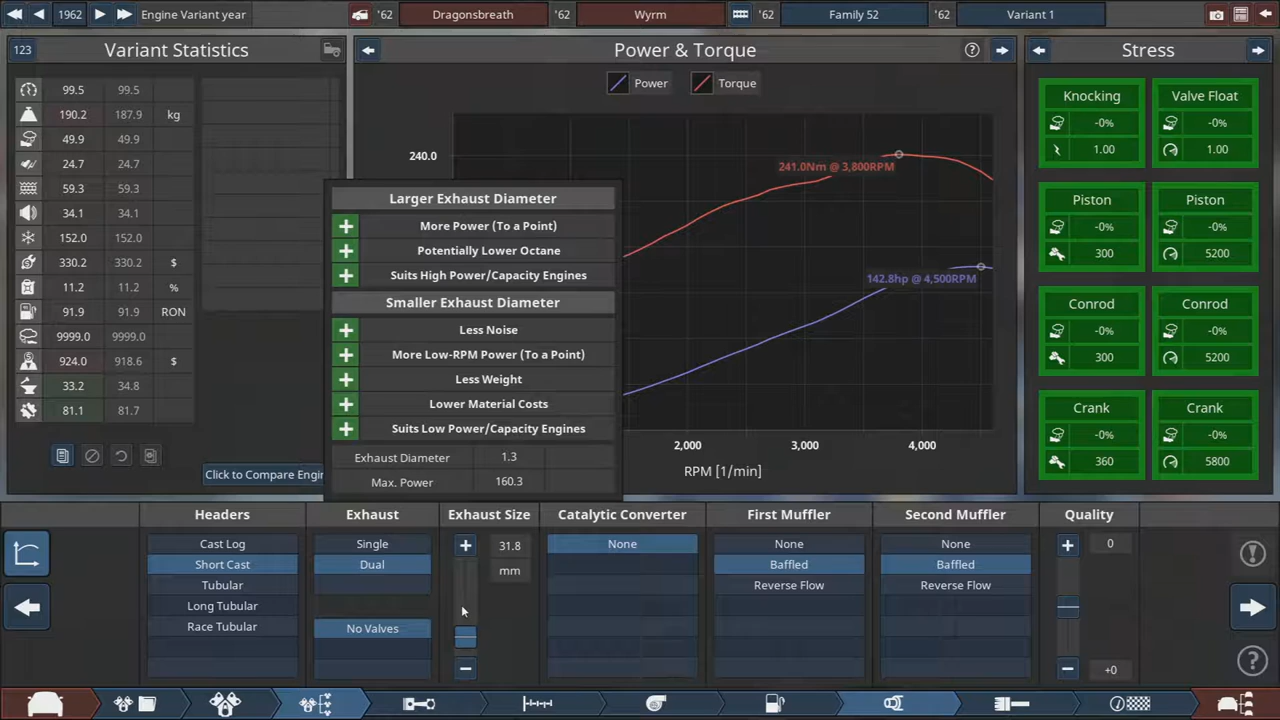 1962 Engine Variant year '62 Dragonsbreath '62 Wyrm '62 Family 52 '62 Variant 1
123 Variant Statistics
99.5 99.5
190.2 187.9 kg
49.9 49.9
24.7 24.7
59.3 59.3
34.1 34.1
152.0 152.0
330.2 330.2 $
11.2 11.2 %
91.9 91.9 RON
9999.0 9999.0
924.0 918.6 $
33.2 34.8
81.1 81.7
Click to Compare Engin
Power & Torque
Power Torque
240.0
241.0Nm @ 3,800RPM
142.8hp @ 4,500RPM
2,000 3,000 4,000
RPM [1/min]
Larger Exhaust Diameter
More Power (To a Point)
Potentially Lower Octane
Suits High Power/Capacity Engines
Smaller Exhaust Diameter
Less Noise
More Low-RPM Power (To a Point)
Less Weight
Lower Material Costs
Suits Low Power/Capacity Engines
Exhaust Diameter 1.3
Max. Power 160.3
Stress
Knocking Valve Float
-0% -0%
1.00 1.00
Piston Piston
-0% -0%
300 5200
Conrod Conrod
-0% -0%
300 5200
Crank Crank
-0% -0%
360 5800
Headers
Cast Log
Short Cast
Tubular
Long Tubular
Race Tubular
Exhaust
Single
Dual
No Valves
Exhaust Size
31.8
mm
Catalytic Converter
None
First Muffler
None
Baffled
Reverse Flow
Second Muffler
None
Baffled
Reverse Flow
Quality
0
+0